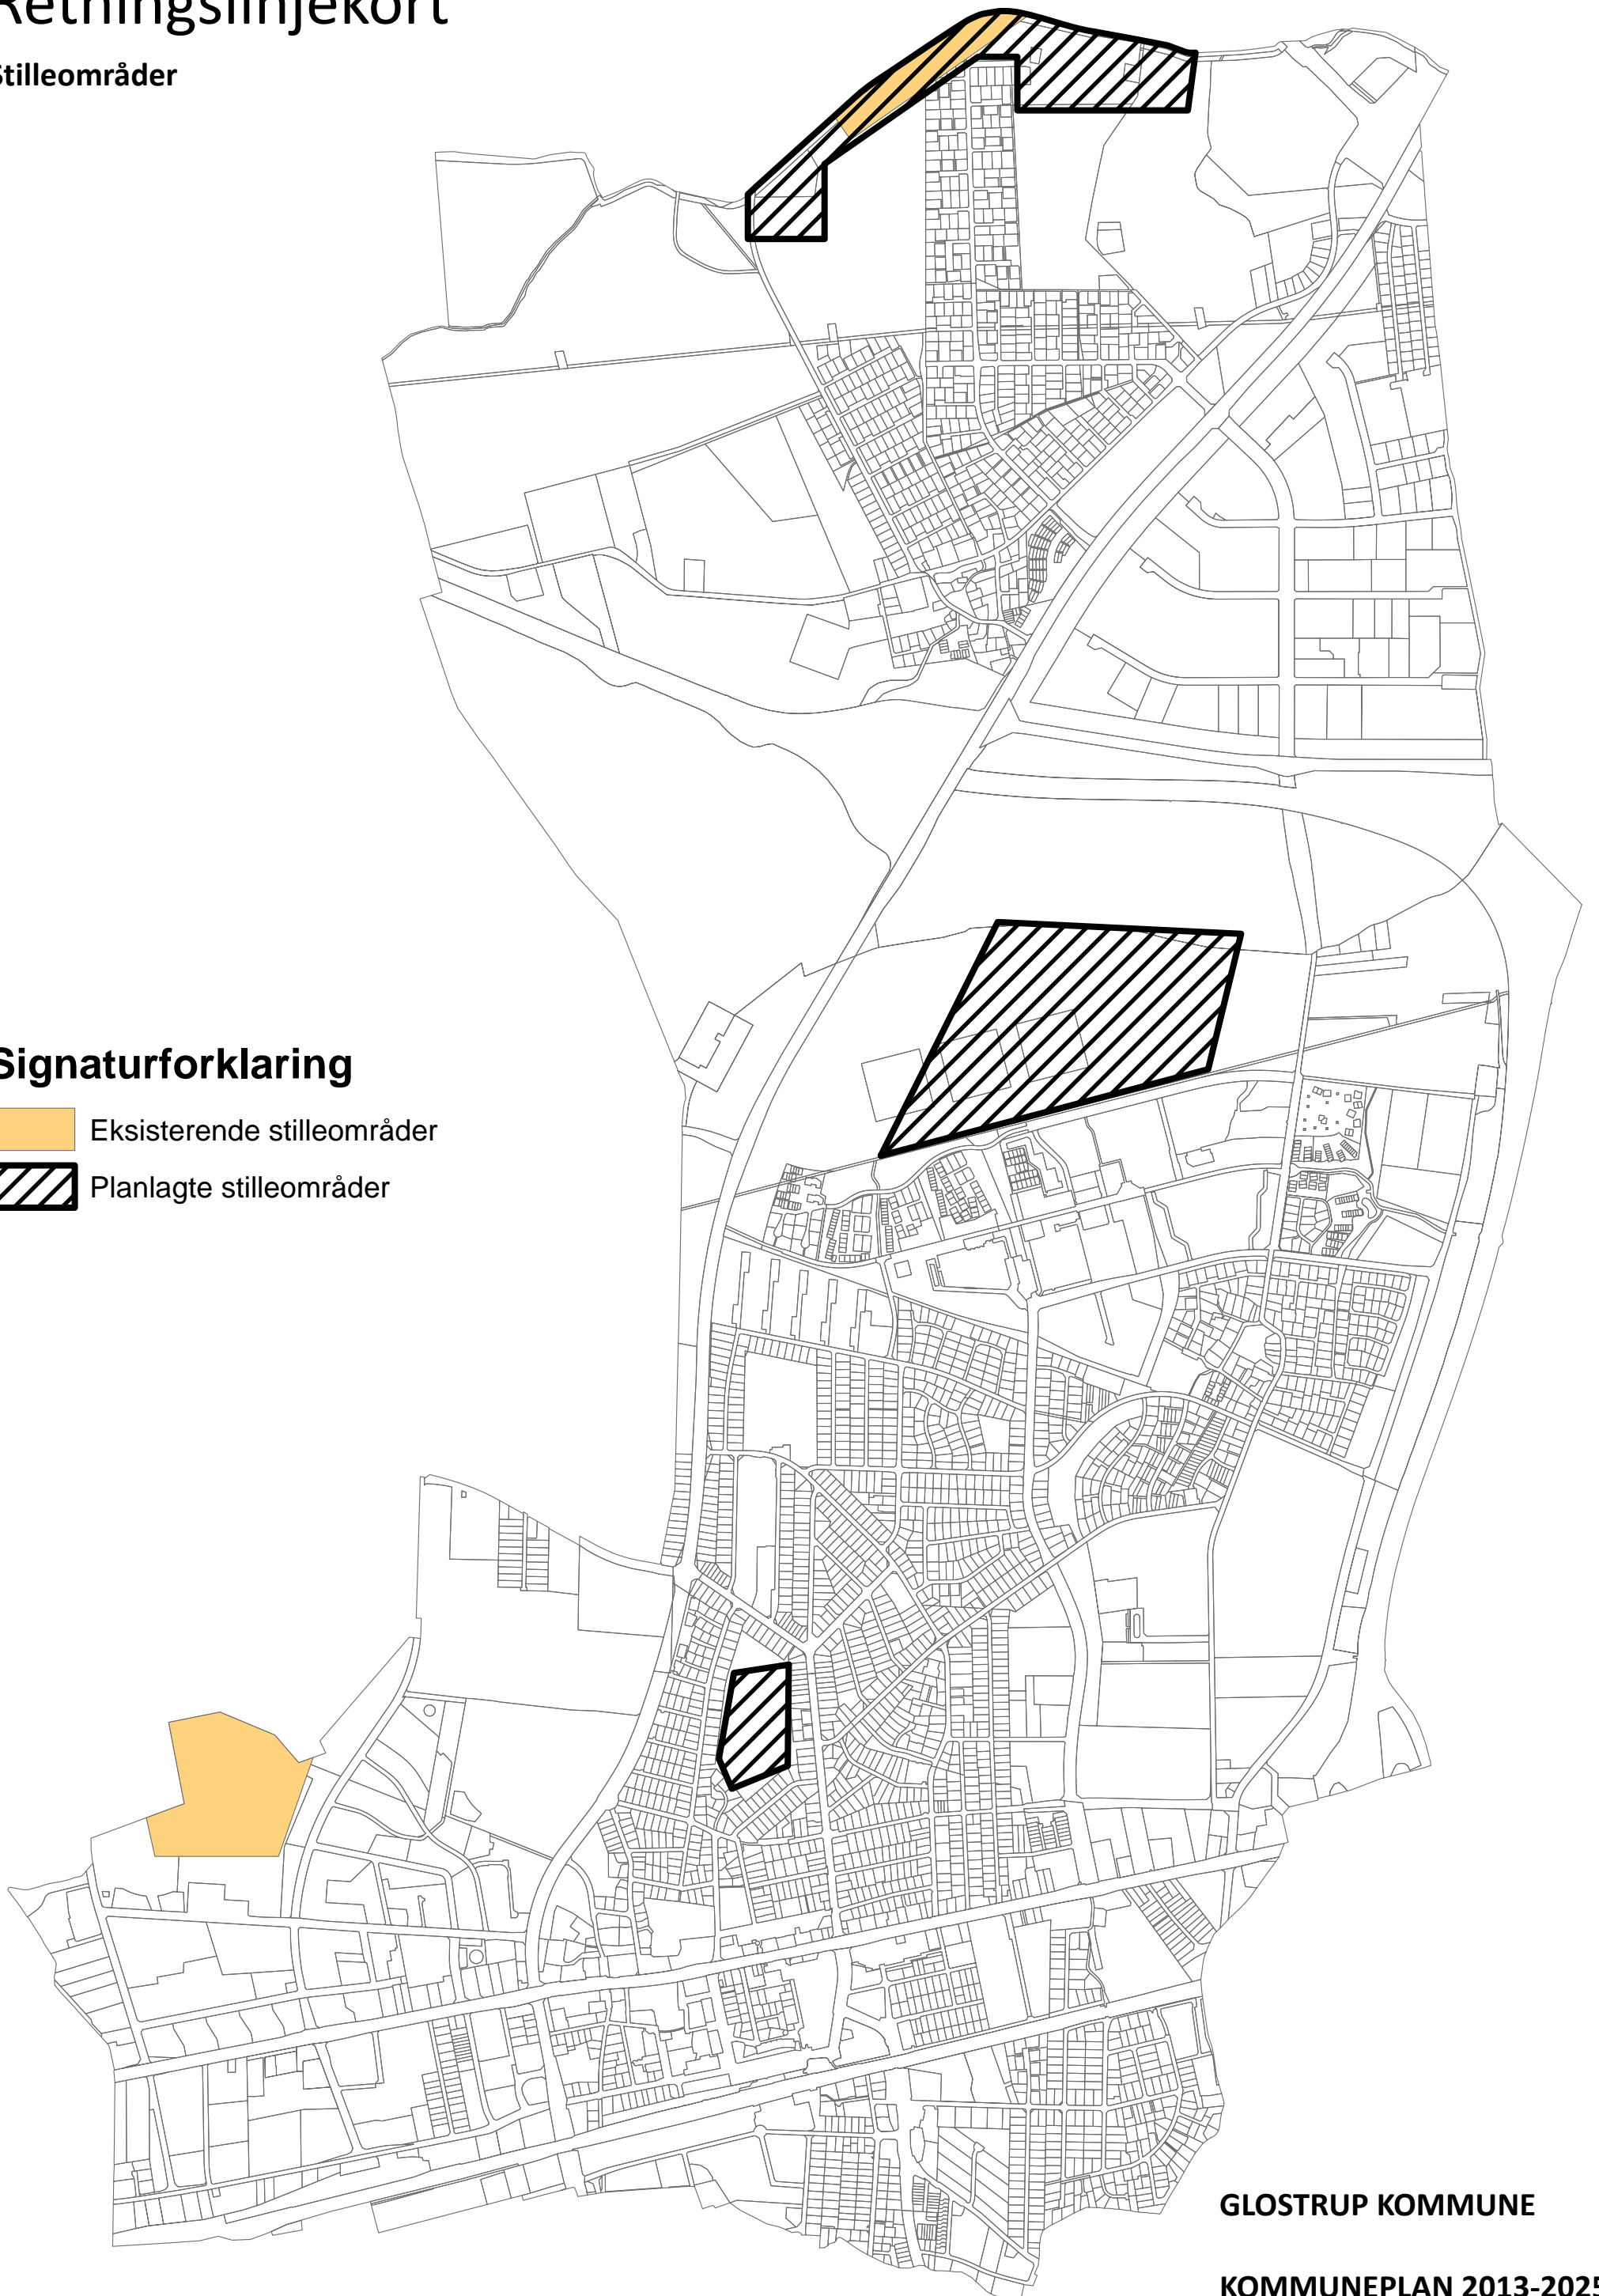 Retningslinjekort
Stilleområder
Signaturforklaring
Eksisterende stilleområder
Planlagte stilleområder
GLOSTRUP KOMMUNE
KOMMUNEPLAN 2013-2025